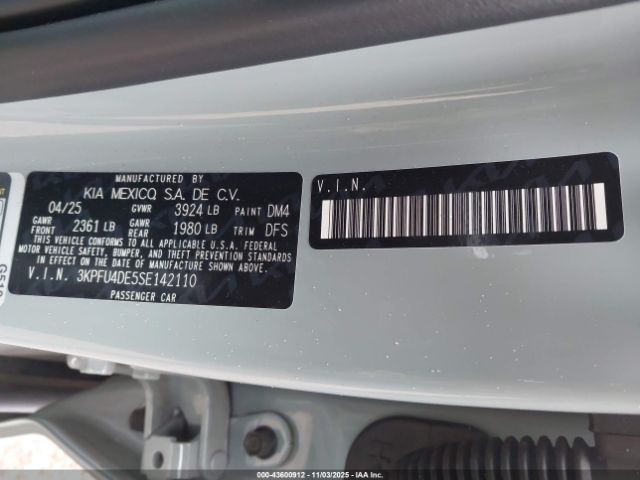 MANUFACTURED BY
KIA MEXICO, S.A. DE C.V.
04/25 GVWR 3924 LB PAINT DM4
GAWR FRONT 2361 LB GAWR REAR 1980 LB TRIM DFS
THIS VEHICLE CONFORMS TO ALL APPLICABLE U.S.A. FEDERAL
MOTOR VEHICLE SAFETY, BUMPER, AND THEFT PREVENTION STANDARDS
IN EFFECT ON THE DATE OF MANUFACTURE SHOWN ABOVE.
V.I.N. 3KPFU4DE5SE142110
PASSENGER CAR
V.I.N.
000-43600912 - 11/03/2025 - IAAI.com